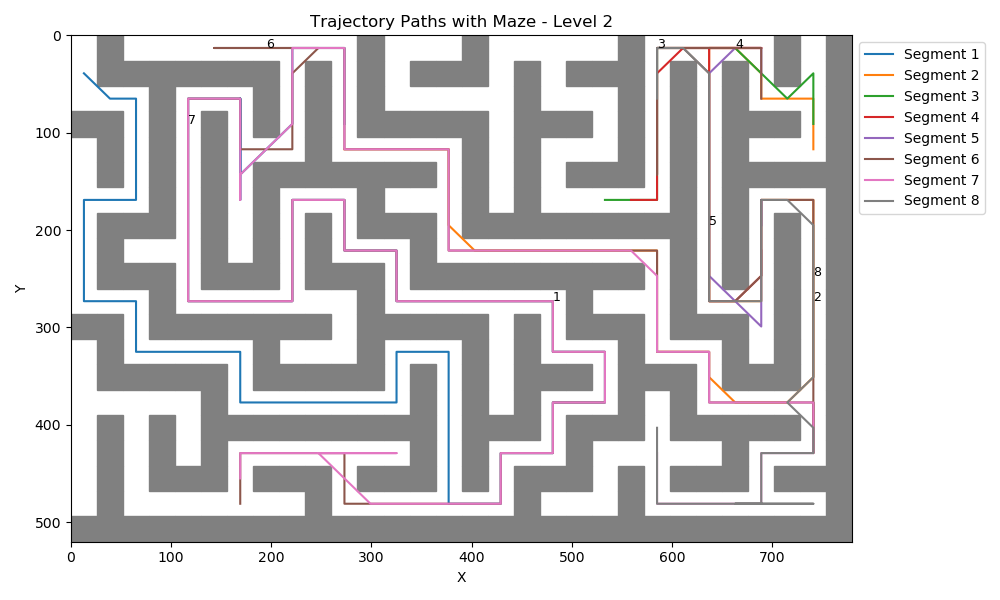 Trajectory Paths with Maze - Level 2
0
6
3
4
Segment 1
Segment 2
Segment 3
Segment 4
Segment 5
Segment 6
Segment 7
Segment 8
7
100
200
5
8
1
2
300
400
500
Y
0
100
200
300
400
500
600
700
X